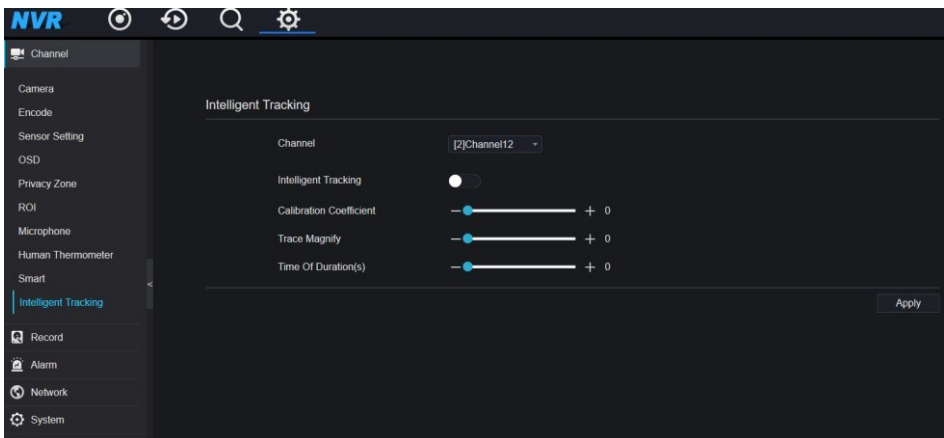 NVR
Channel
Camera
Encode
Sensor Setting
OSD
Privacy Zone
ROI
Microphone
Human Thermometer
Smart
Intelligent Tracking
Record
Alarm
Network
System
<
Intelligent Tracking
Channel [2]Channel12
Intelligent Tracking
Calibration Coefficient 0
Trace Magnify 0
Time Of Duration(s) 0
Apply